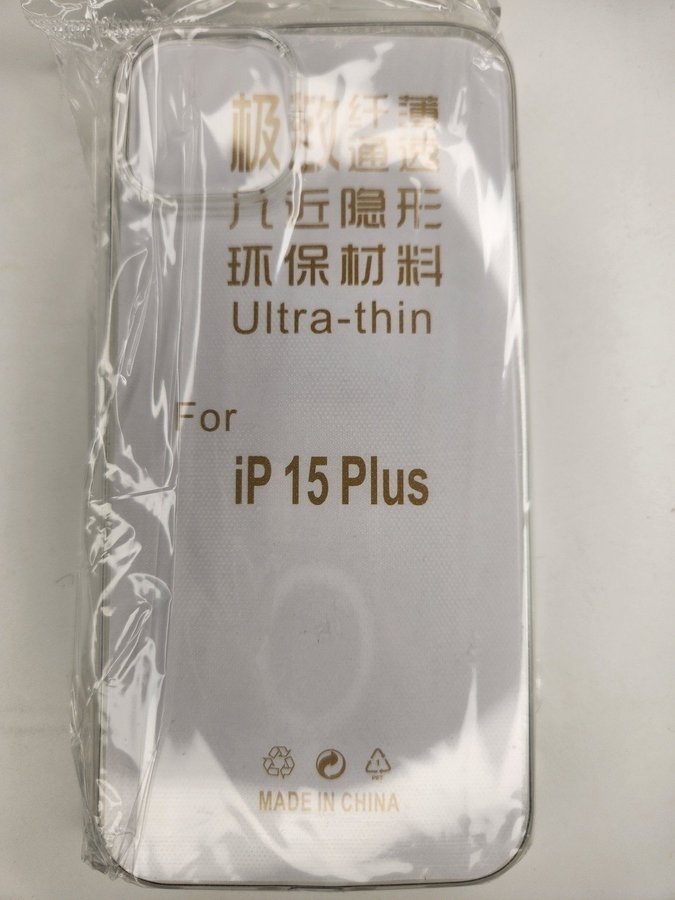 极致纤薄
通透
几近隐形
环保材料
Ultra-thin
For
iP 15 Plus
MADE IN CHINA